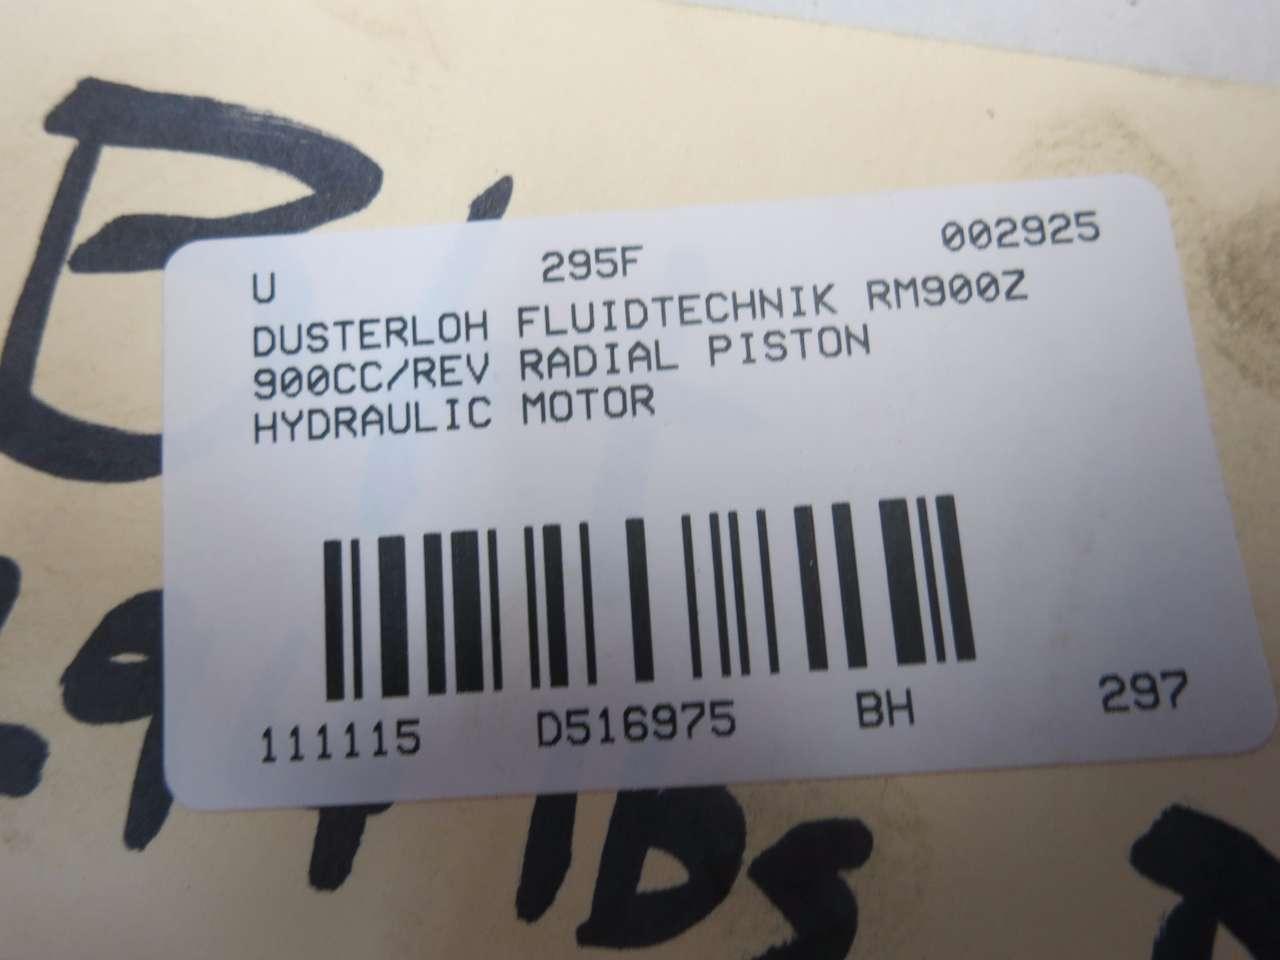 U 295F 002925
DUSTERLOH FLUIDTECHNIK RM900Z
900CC/REV RADIAL PISTON
HYDRAULIC MOTOR
111115 D516975 BH 297
lbs